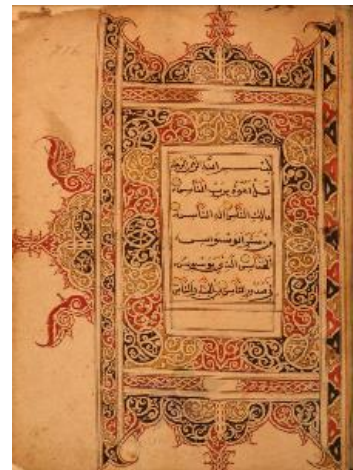 بسم الله الرحمن الرحيم
قل اعوذ برب الناس
ملك الناس اله الناس
من شر الوسواس
الخناس الذي يوسوس
في صدور الناس من الجنة والناس